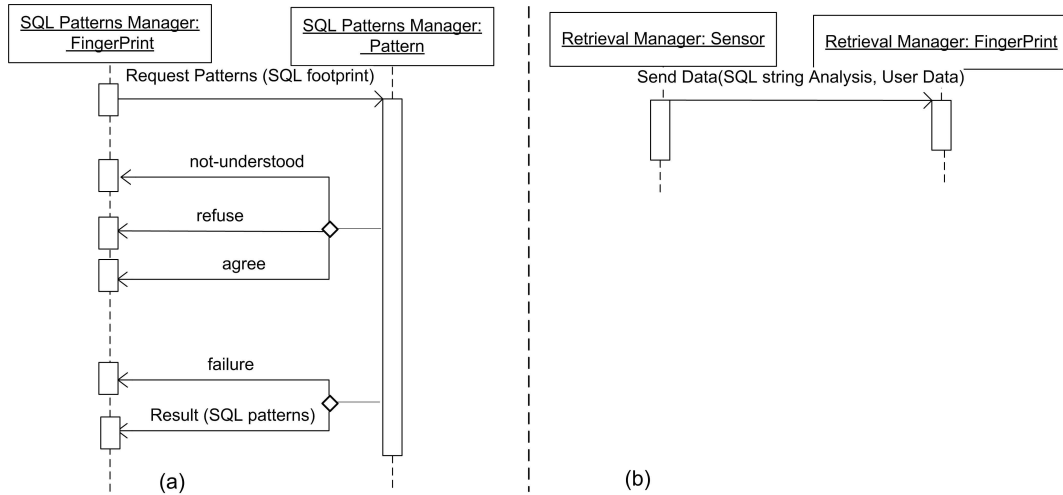 SQL Patterns Manager:
FingerPrint
SQL Patterns Manager:
Pattern
Request Patterns (SQL footprint)
not-understood
refuse
agree
failure
Result (SQL patterns)
(a)
Retrieval Manager: Sensor
Retrieval Manager: FingerPrint
Send Data(SQL string Analysis, User Data)
(b)